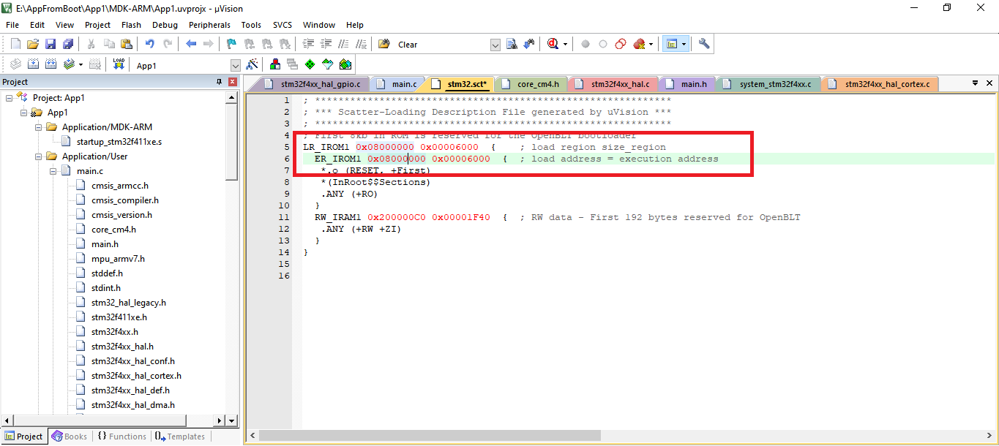 E:\AppFromBoot\App1\MDK-ARM\App1.uvprojx - µVision
File Edit View Project Flash Debug Peripherals Tools SVCS Window Help
Clear
LOAD
App1
Project
stm32f4xx_hal_gpio.c main.c stm32.sct* core_cm4.h stm32f4xx_hal.c main.h system_stm32f4xx.c stm32f4xx_hal_cortex.c
Project: App1
App1
Application/MDK-ARM
startup_stm32f411xe.s
Application/User
main.c
cmsis_armcc.h
cmsis_compiler.h
cmsis_version.h
core_cm4.h
main.h
mpu_armv7.h
stddef.h
stdint.h
stm32_hal_legacy.h
stm32f411xe.h
stm32f4xx.h
stm32f4xx_hal.h
stm32f4xx_hal_conf.h
stm32f4xx_hal_cortex.h
stm32f4xx_hal_def.h
stm32f4xx_hal_dma.h
1 ; *************************************************************
2 ; *** Scatter-Loading Description File generated by uVision ***
3 ; *************************************************************
4 ; First 8kb in ROM is reserved for the OpenBLT bootloader
5 LR_IROM1 0x08000000 0x00006000 { ; load region size_region
6 ER_IROM1 0x08000000 0x00006000 { ; load address = execution address
7 *.o (RESET, +First)
8 *(InRoot$$Sections)
9 .ANY (+RO)
10 }
11 RW_IRAM1 0x200000C0 0x00001F40 { ; RW data - First 192 bytes reserved for OpenBLT
12 .ANY (+RW +ZI)
13 }
14 }
15
16
Project Books {} Functions Templates